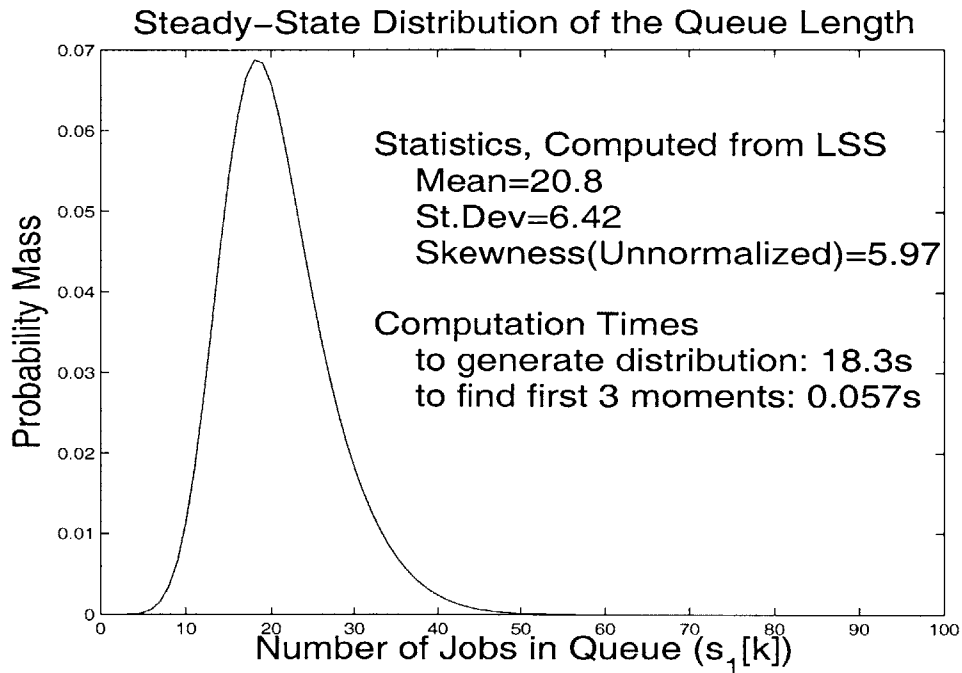 Steady-State Distribution of the Queue Length
0.07
0.06
0.05
0.04
0.03
0.02
0.01
0
Probability Mass
Statistics, Computed from LSS
Mean=20.8
St.Dev=6.42
Skewness(Unnormalized)=5.97
Computation Times
to generate distribution: 18.3s
to find first 3 moments: 0.057s
0 10 20 30 40 50 60 70 80 90 100
Number of Jobs in Queue (s_1[k])